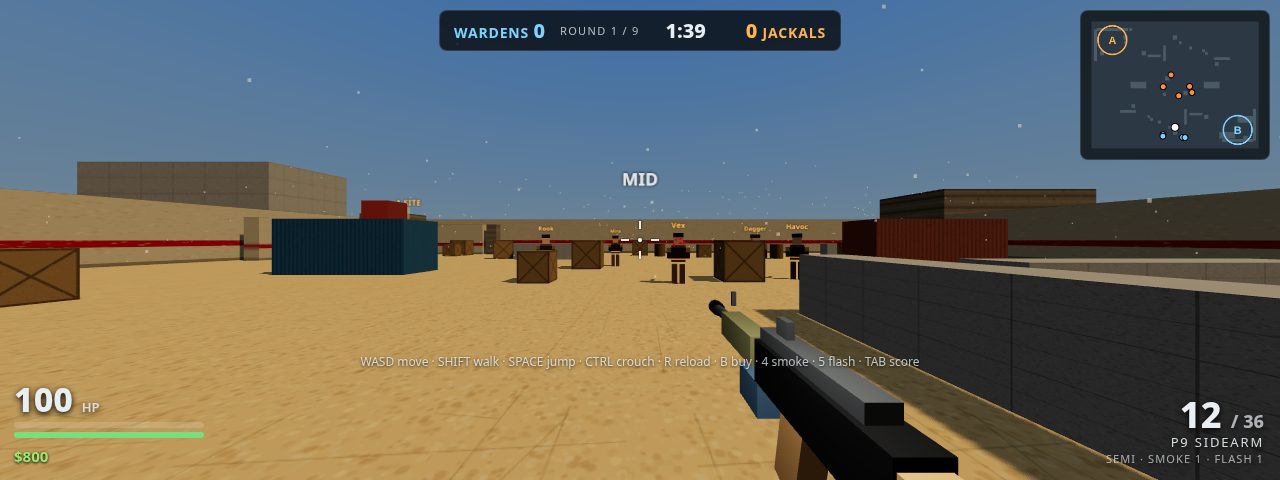 WARDENS 0 ROUND 1 / 9 1:39 0 JACKALS
A
B
MID
SITE
Rook
Vex
Dagger
Havoc
WASD move · SHIFT walk · SPACE jump · CTRL crouch · R reload · B buy · 4 smoke · 5 flash · TAB score
100 HP
$800
12 / 36
P9 SIDEARM
SEMI · SMOKE 1 · FLASH 1